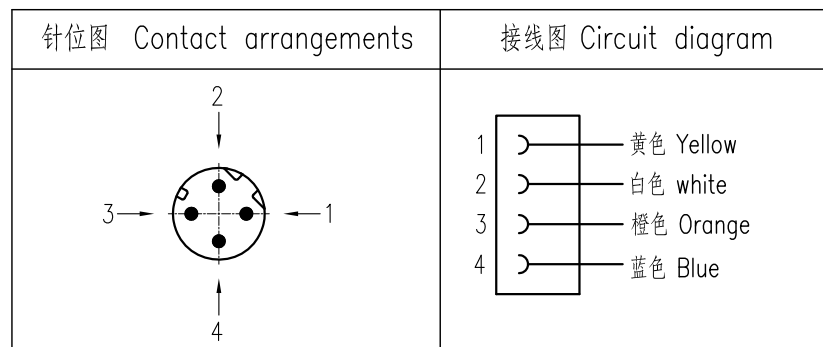 针位图 Contact arrangements
接线图 Circuit diagram
2
3
1
4
1 黄色 Yellow
2 白色 white
3 橙色 Orange
4 蓝色 Blue